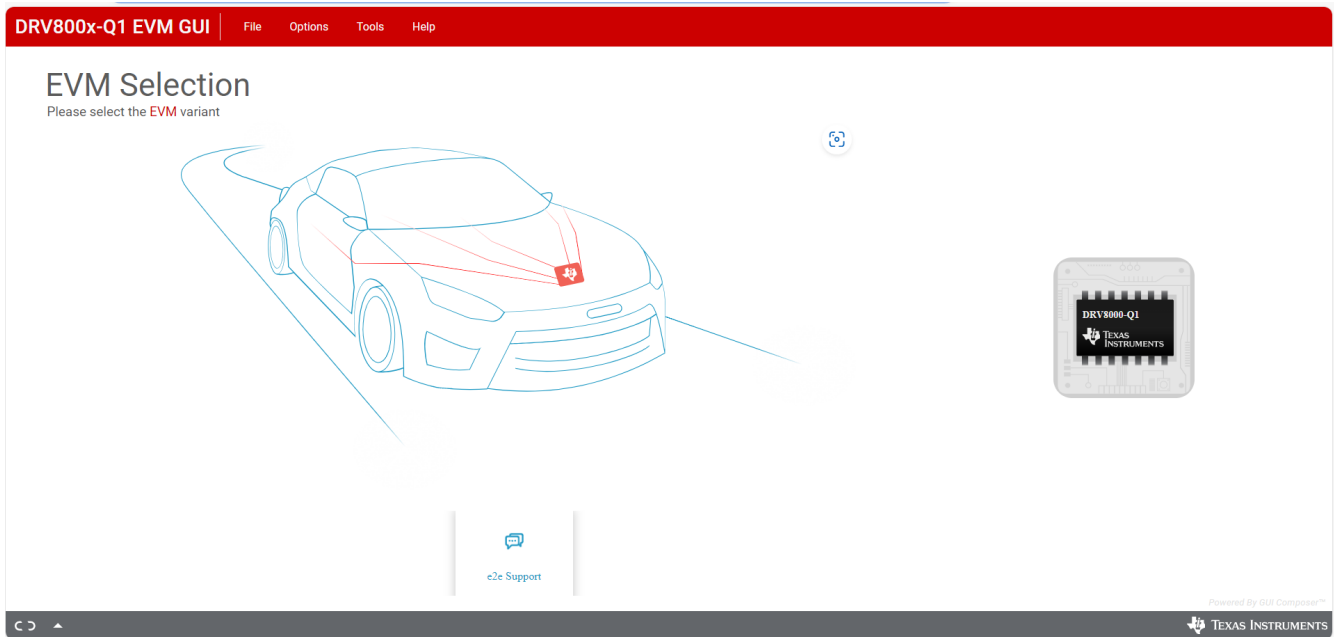 DRV800x-Q1 EVM GUI File Options Tools Help
EVM Selection
Please select the EVM variant
DRV8000-Q1
TEXAS
INSTRUMENTS
e2e Support
Powered By GUI Composer™
TEXAS INSTRUMENTS